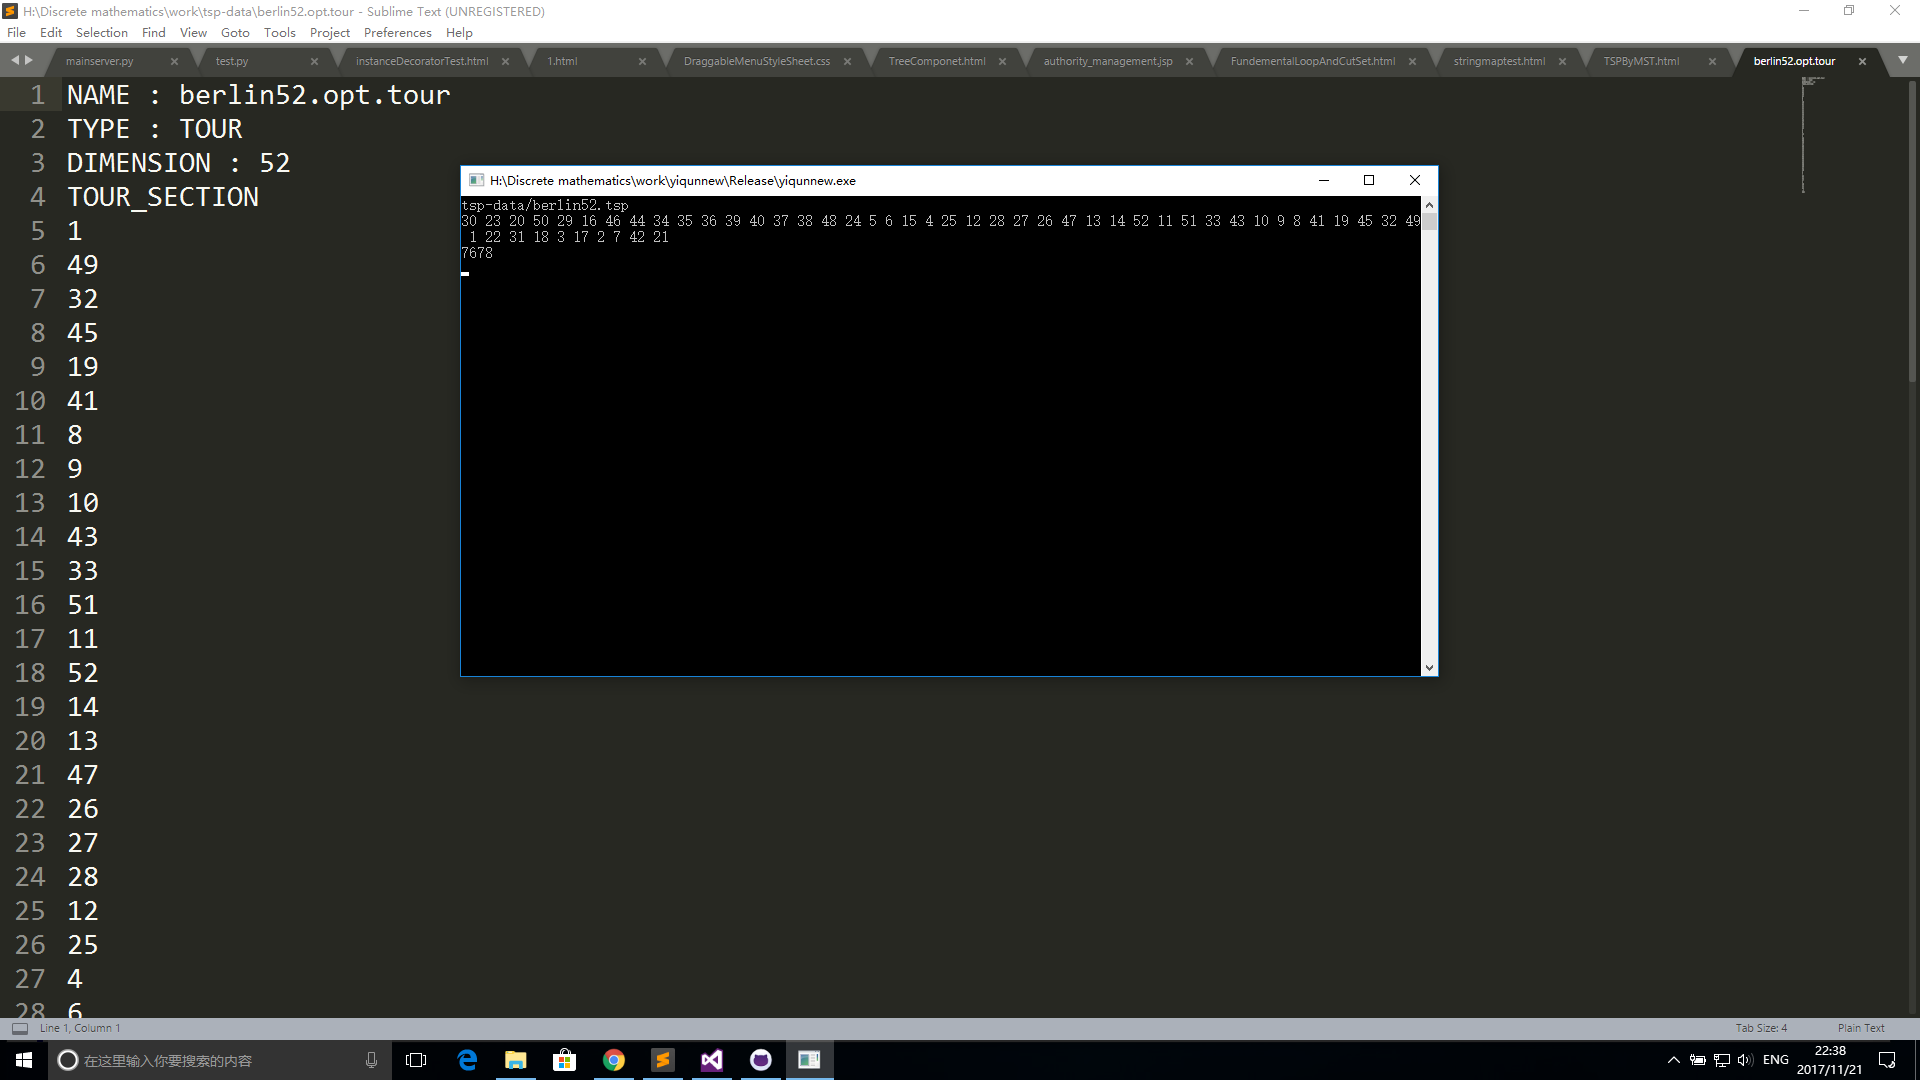 H:\Discrete mathematics\work\tsp-data\berlin52.opt.tour - Sublime Text (UNREGISTERED)
File Edit Selection Find View Goto Tools Project Preferences Help
mainserver.py test.py instanceDecoratorTest.html 1.html DraggableMenuStyleSheet.css TreeComponet.html authority_management.jsp FundementalLoopAndCutSet.html stringmaptest.html TSPByMST.html berlin52.opt.tour
1 NAME : berlin52.opt.tour
2 TYPE : TOUR
3 DIMENSION : 52
4 TOUR_SECTION
5 1
6 49
7 32
8 45
9 19
10 41
11 8
12 9
13 10
14 43
15 33
16 51
17 11
18 52
19 14
20 13
21 47
22 26
23 27
24 28
25 12
26 25
27 4
28 6
H:\Discrete mathematics\work\yiqunnew\Release\yiqunnew.exe
tsp-data/berlin52.tsp
30 23 20 50 29 16 46 44 34 35 36 39 40 37 38 48 24 5 6 15 4 25 12 28 27 26 47 13 14 52 11 51 33 43 10 9 8 41 19 45 32 49
1 22 31 18 3 17 2 7 42 21
7678
Line 1, Column 1
Tab Size: 4 Plain Text
在这里输入你要搜索的内容
ENG
22:38
2017/11/21